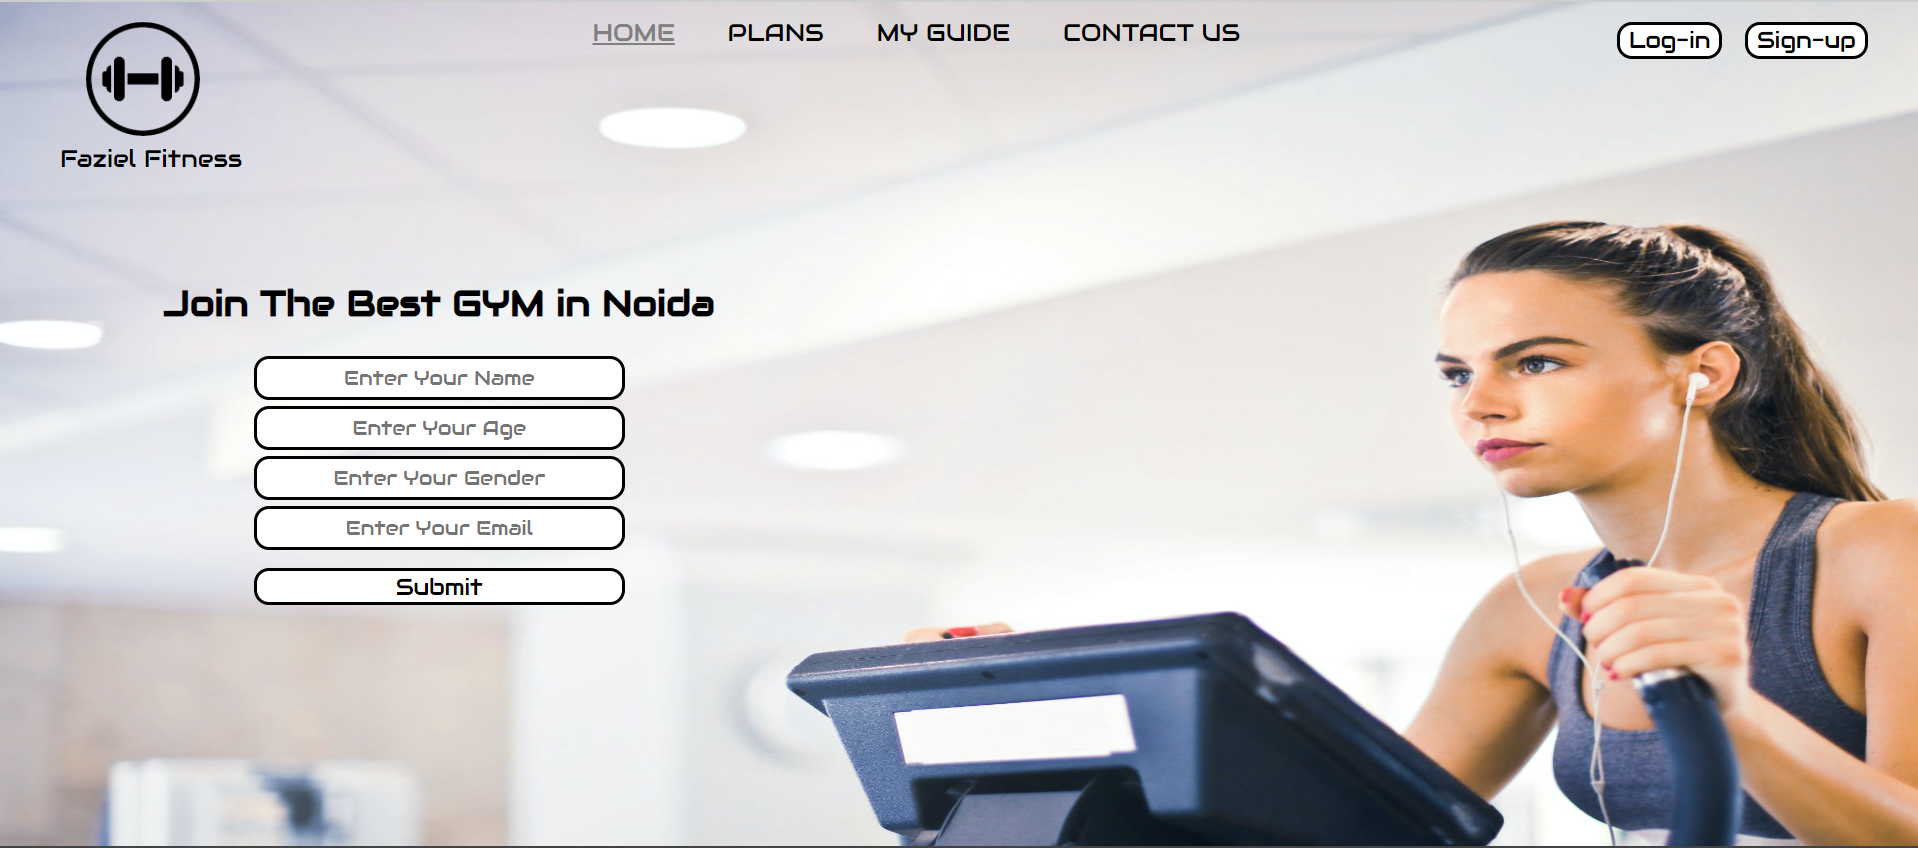 HOME PLANS MY GUIDE CONTACT US
Log-in Sign-up
Faziel Fitness
Join The Best GYM in Noida
Enter Your Name
Enter Your Age
Enter Your Gender
Enter Your Email
Submit